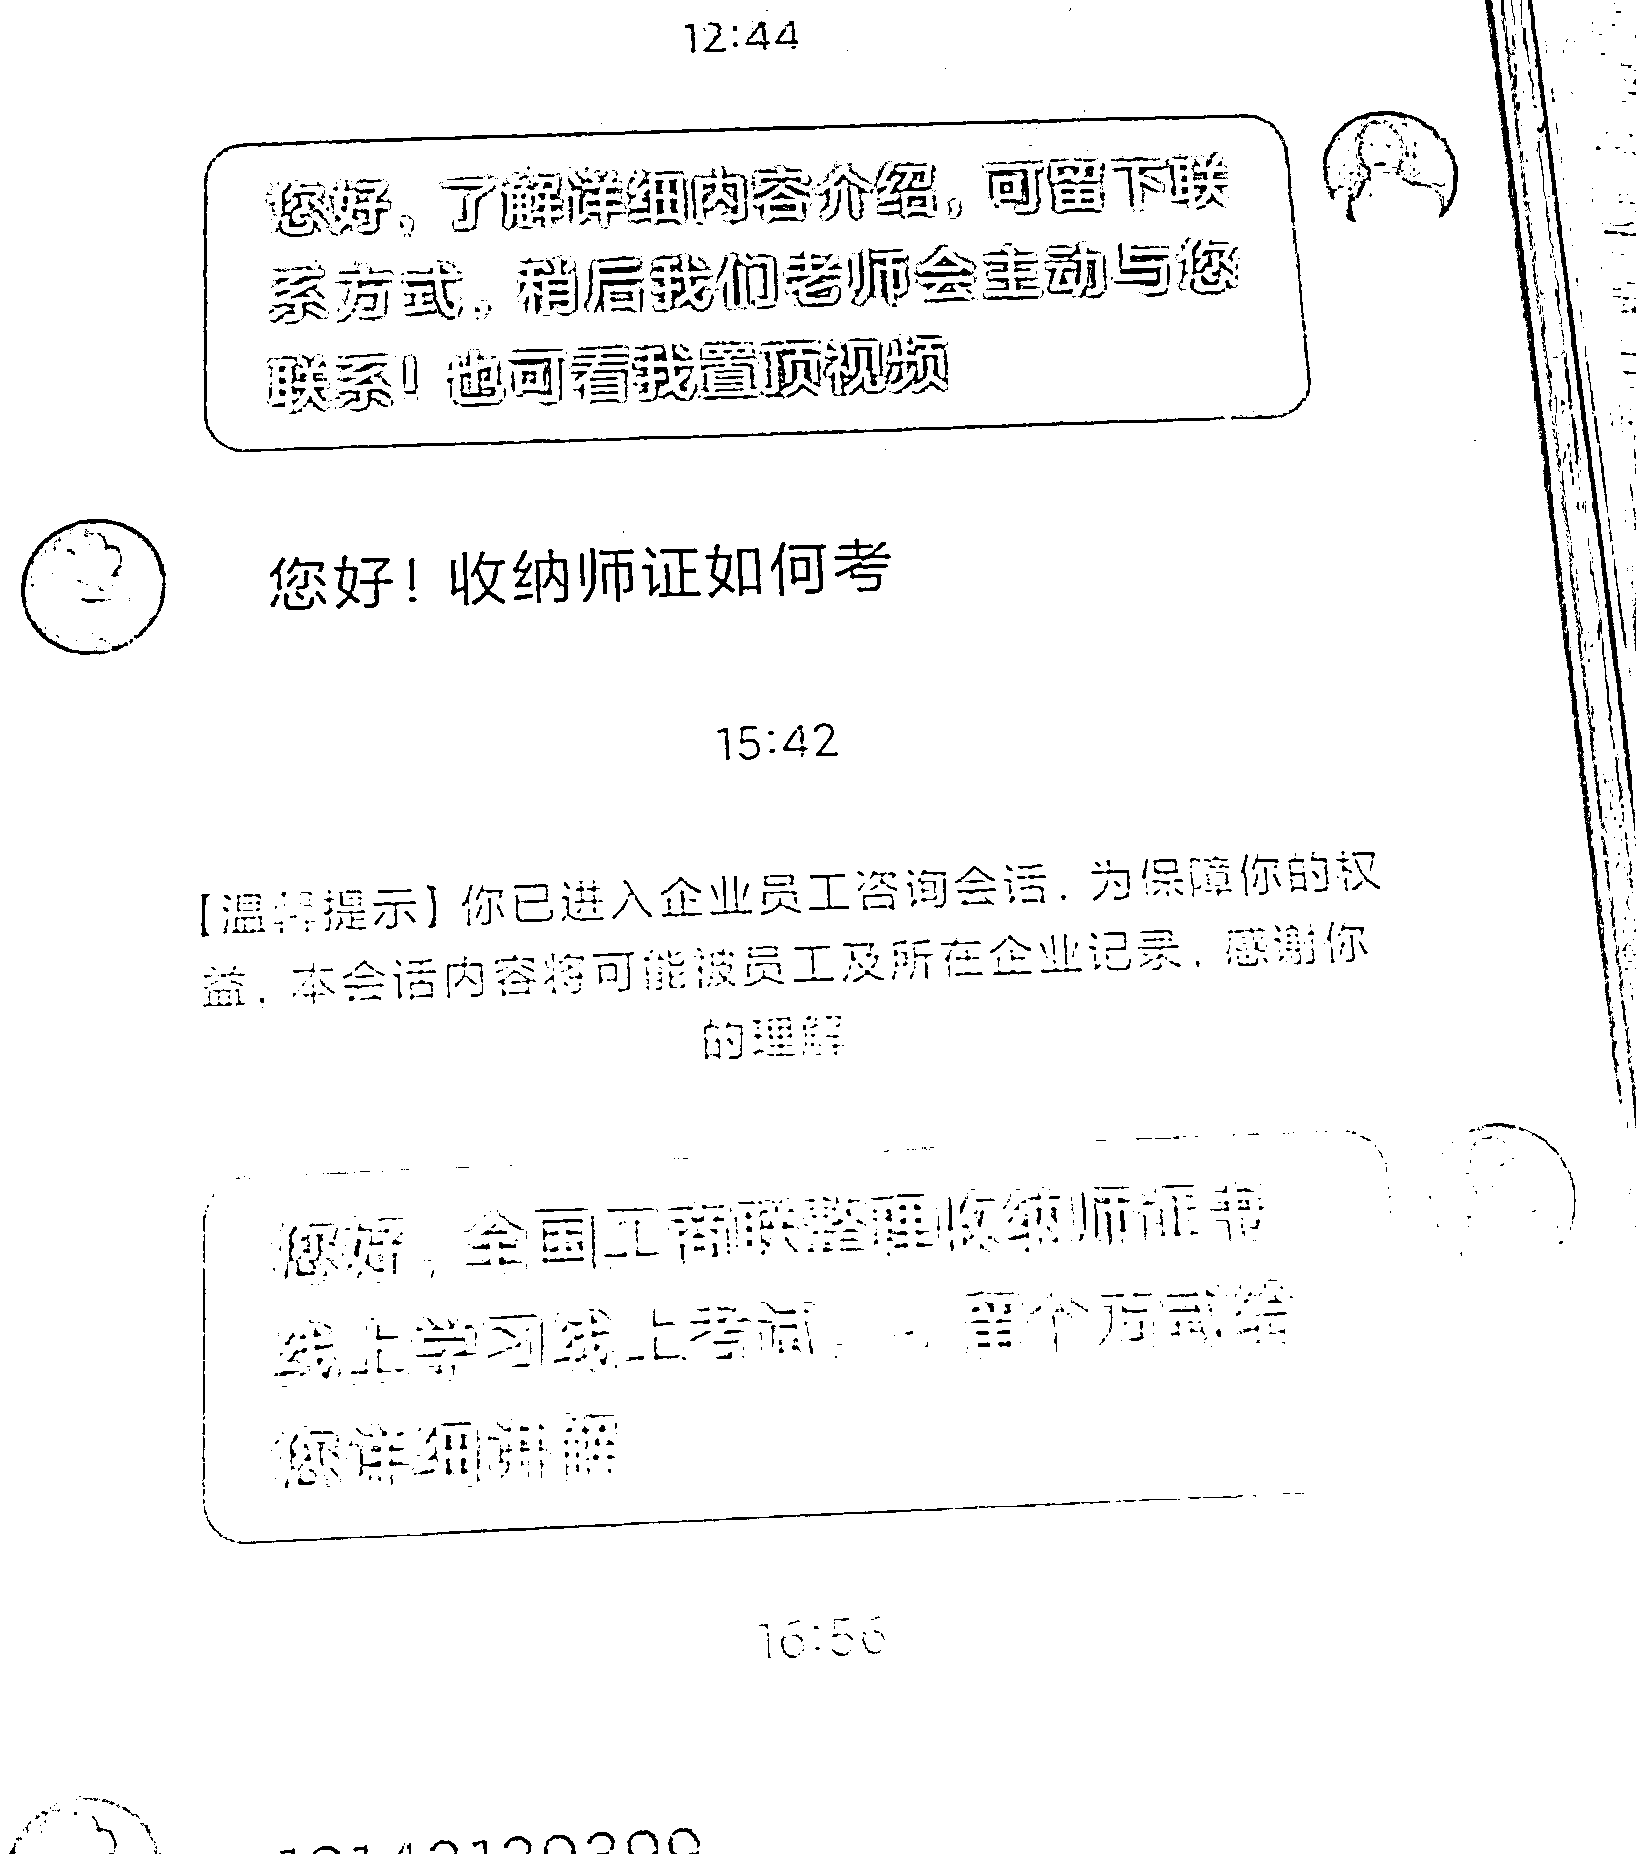 12:44
您好，了解详细内容介绍，可留下联
系方式，稍后我们老师会主动与您
联系！也可看我置顶视频
您好！收纳师证如何考
15:42
【温馨提示】你已进入企业员工咨询会话，为保障你的权
益，本会话内容将可能被员工及所在企业记录，感谢你
的理解
您好，全国工商联整理收纳师证书
线上学习线上考试，留个方式给
您详细讲解
16:56